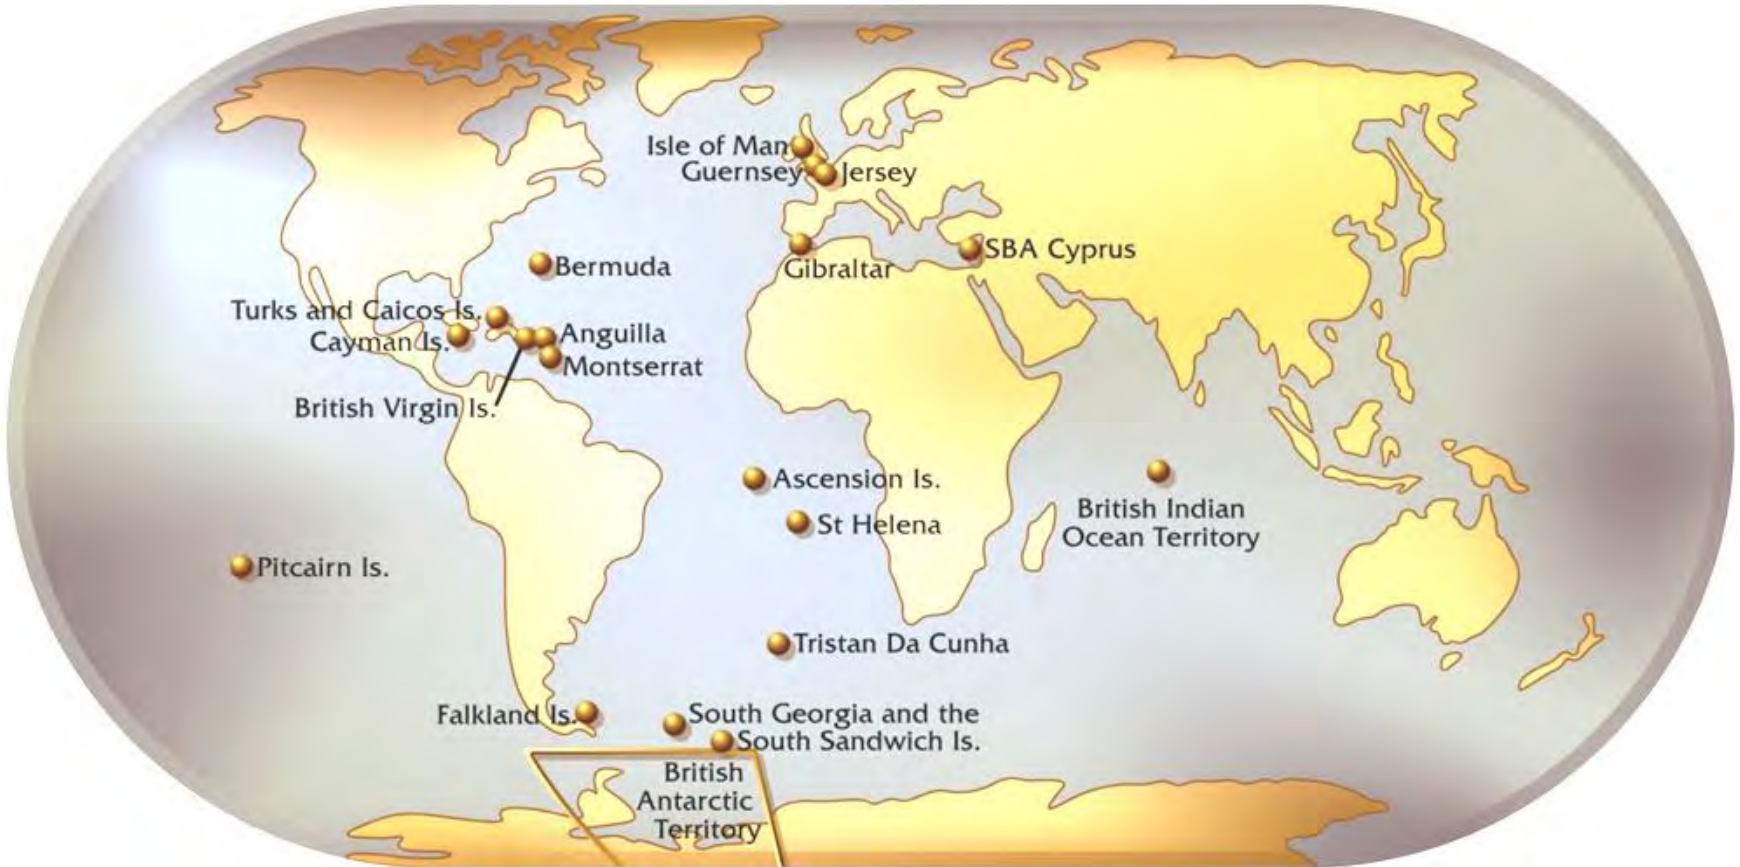 Isle of Man
Guernsey
Jersey
Gibraltar
SBA Cyprus
Bermuda
Turks and Caicos Is.
Cayman Is.
Anguilla
Montserrat
British Virgin Is.
Ascension Is.
St Helena
British Indian
Ocean Territory
Pitcairn Is.
Tristan Da Cunha
Falkland Is.
South Georgia and the
South Sandwich Is.
British
Antarctic
Territory